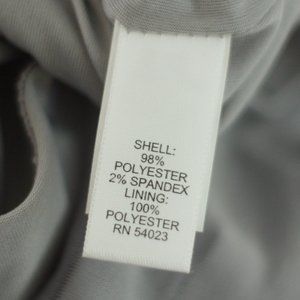 SHELL:
98%
POLYESTER
2% SPANDEX
LINING:
100%
POLYESTER
RN 54023